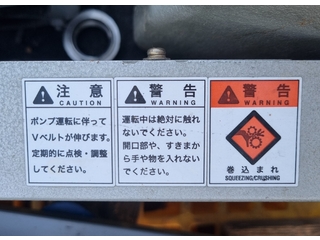 注意
CAUTION
ポンプ運転に伴って
Vベルトが伸びます。
定期的に点検・調整
してください。
警告
WARNING
運転中は絶対に触れ
ないでください。
開口部や、すきまか
ら手や物を入れない
でください。
警告
WARNING
巻込まれ
SQUEEZING/CRUSHING